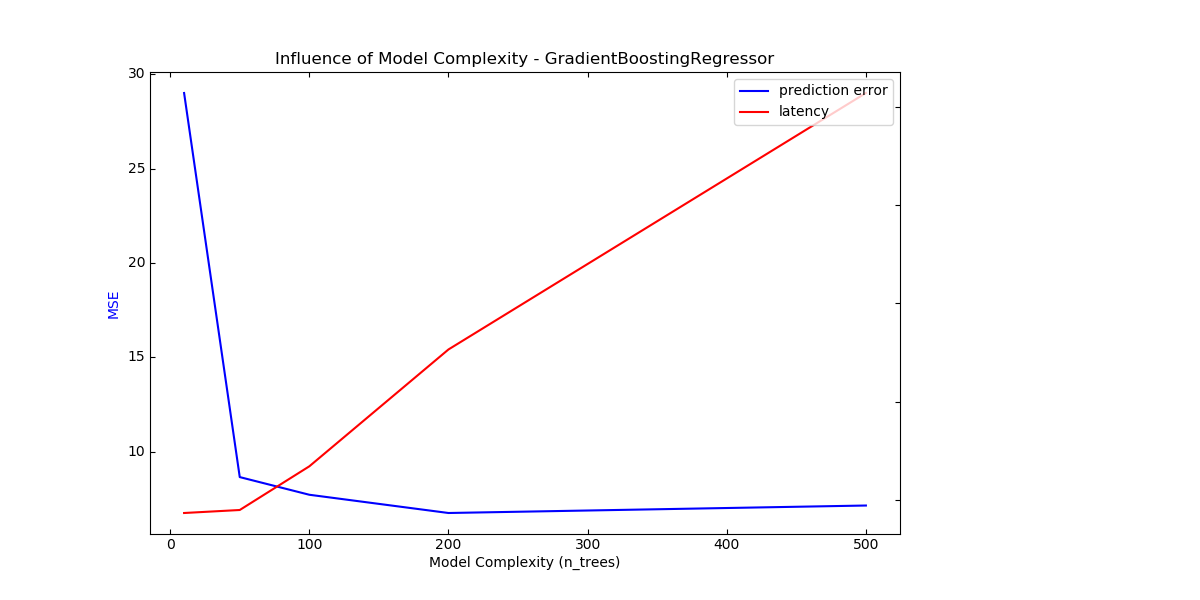 Influence of Model Complexity - GradientBoostingRegressor
prediction error
latency
30
25
20
15
10
MSE
0 100 200 300 400 500
Model Complexity (n_trees)